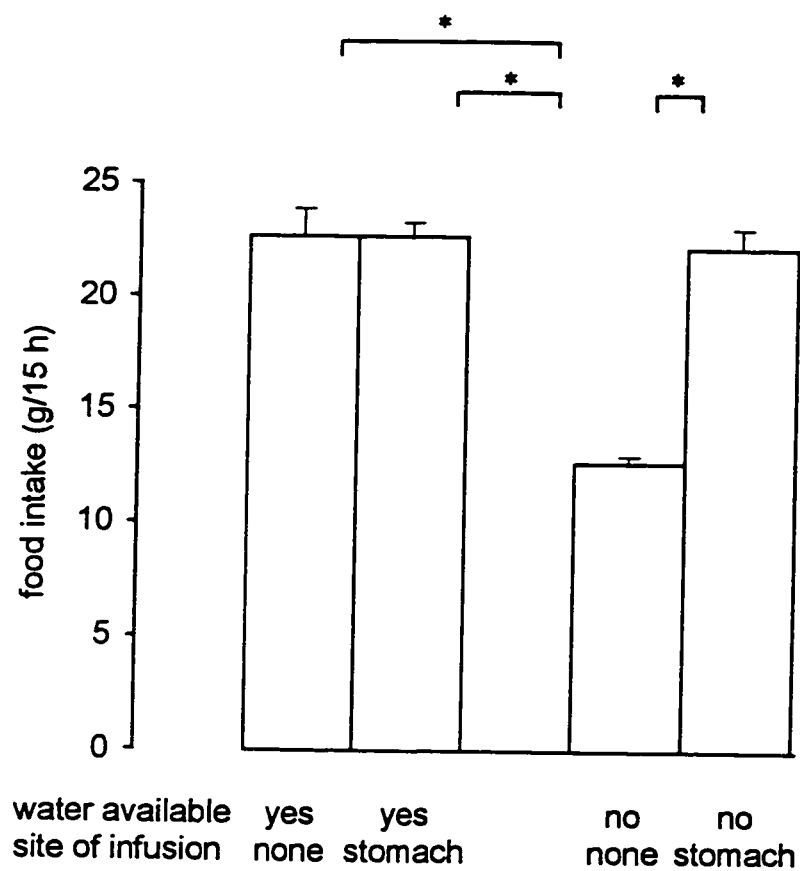 *
* *
25
20
15
10
5
0
food intake (g/15 h)
water available yes yes no no
site of infusion none stomach none stomach